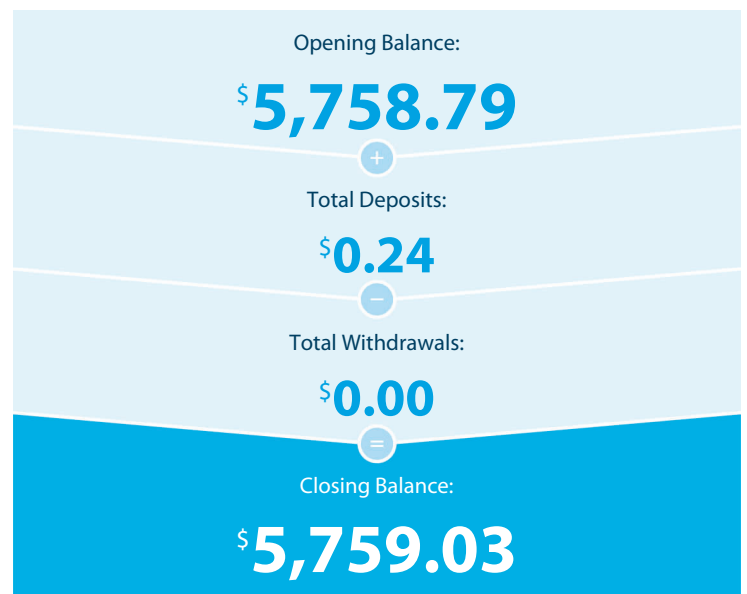 Opening Balance:
$5,758.79
+
Total Deposits:
$0.24
−
Total Withdrawals:
$0.00
=
Closing Balance:
$5,759.03